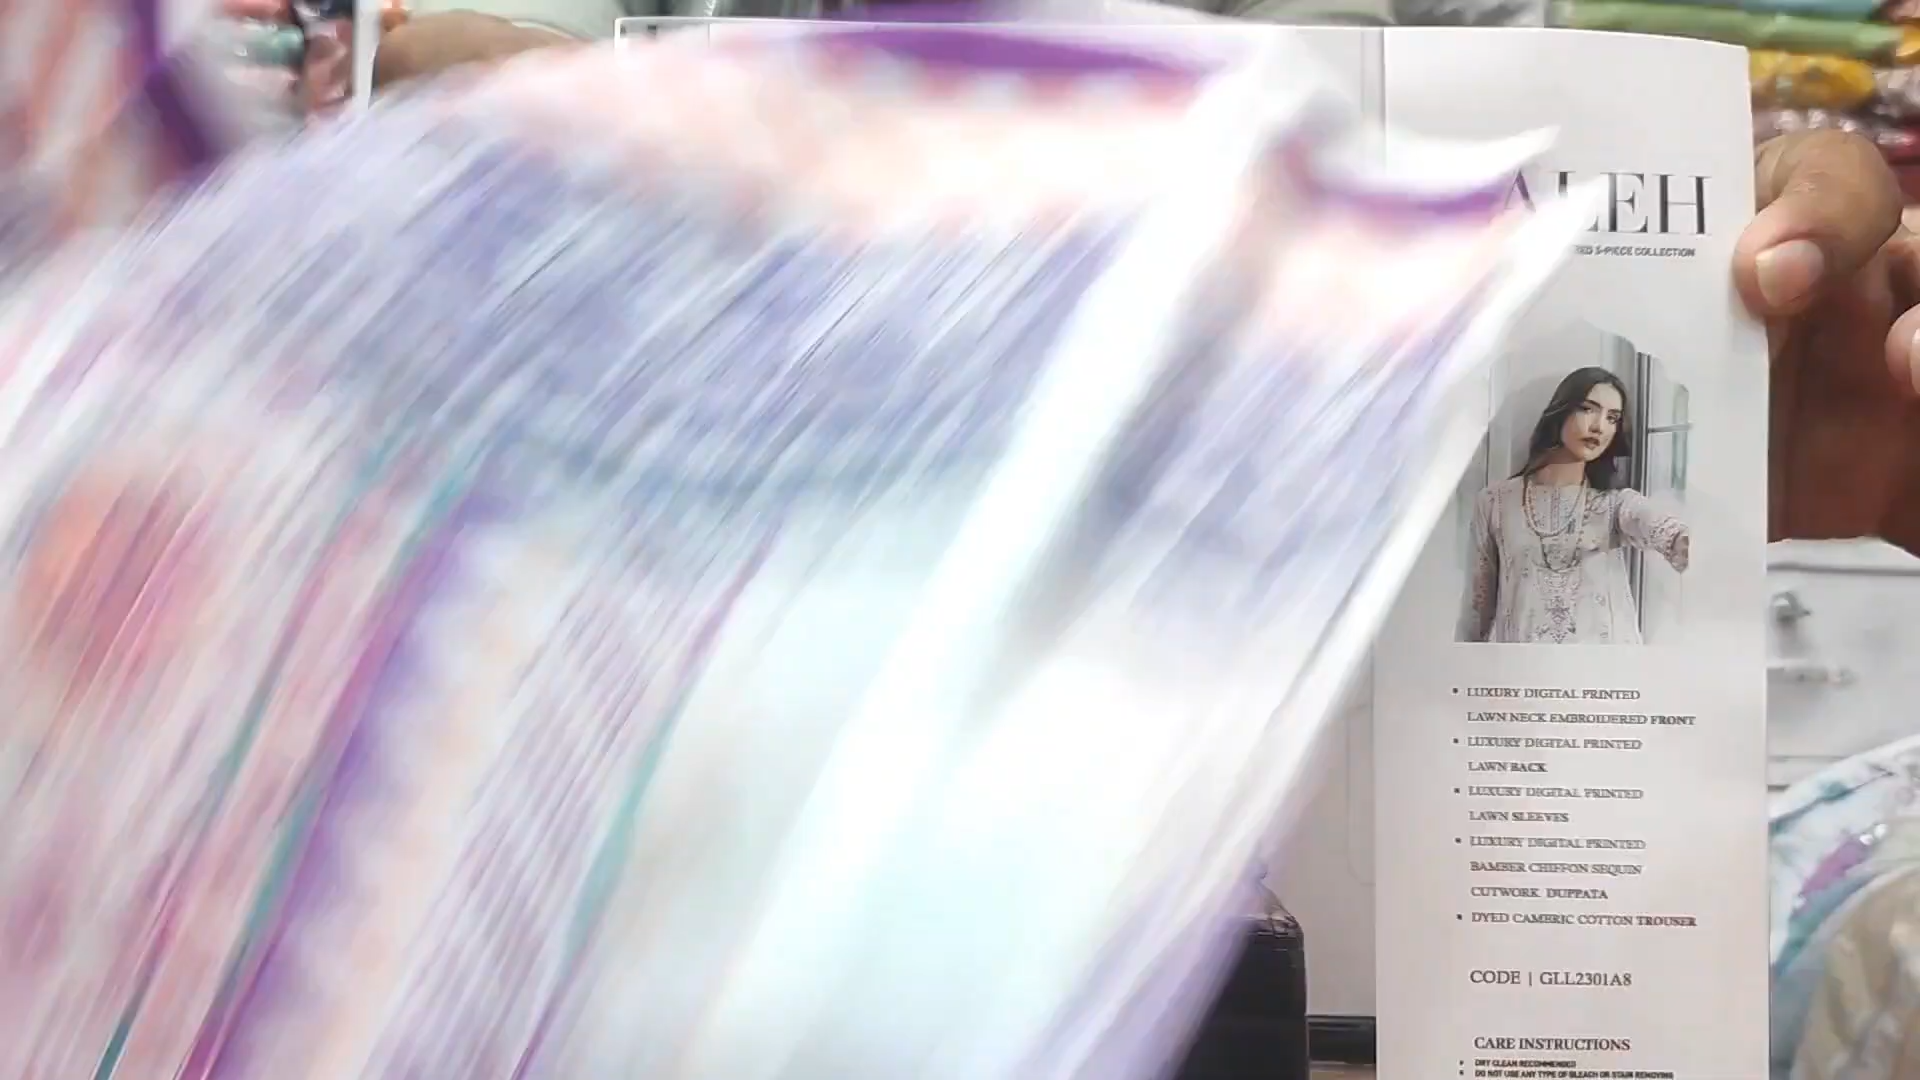 ALEH
RED 3-PIECE COLLECTION
• LUXURY DIGITAL PRINTED
LAWN NECK EMBROIDERED FRONT
• LUXURY DIGITAL PRINTED
LAWN BACK
• LUXURY DIGITAL PRINTED
LAWN SLEEVES
• LUXURY DIGITAL PRINTED
BAMBER CHIFFON SEQUIN
CUTWORK DUPPATA
• DYED CAMBRIC COTTON TROUSER
CODE | GLL2301A8
CARE INSTRUCTIONS
• DRY CLEAN RECOMMENDED
• DO NOT USE ANY TYPE OF BLEACH OR STAIN REMOVING